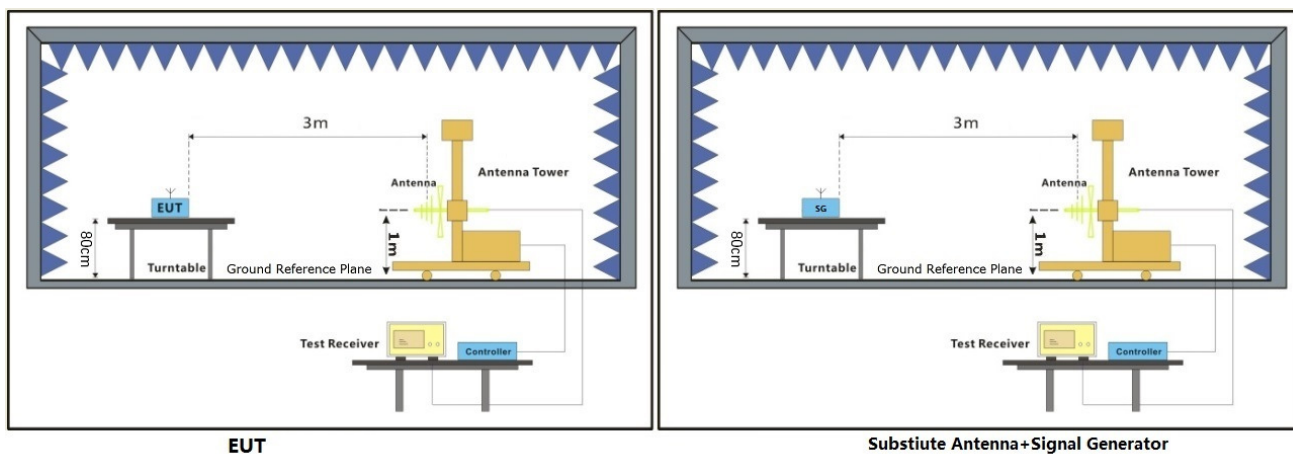 3m
Antenna
Antenna Tower
EUT
80cm
1m
Turntable
Ground Reference Plane
Test Receiver
Controller
EUT
3m
Antenna
Antenna Tower
SG
80cm
1m
Turntable
Ground Reference Plane
Test Receiver
Controller
Substiute Antenna+Signal Generator